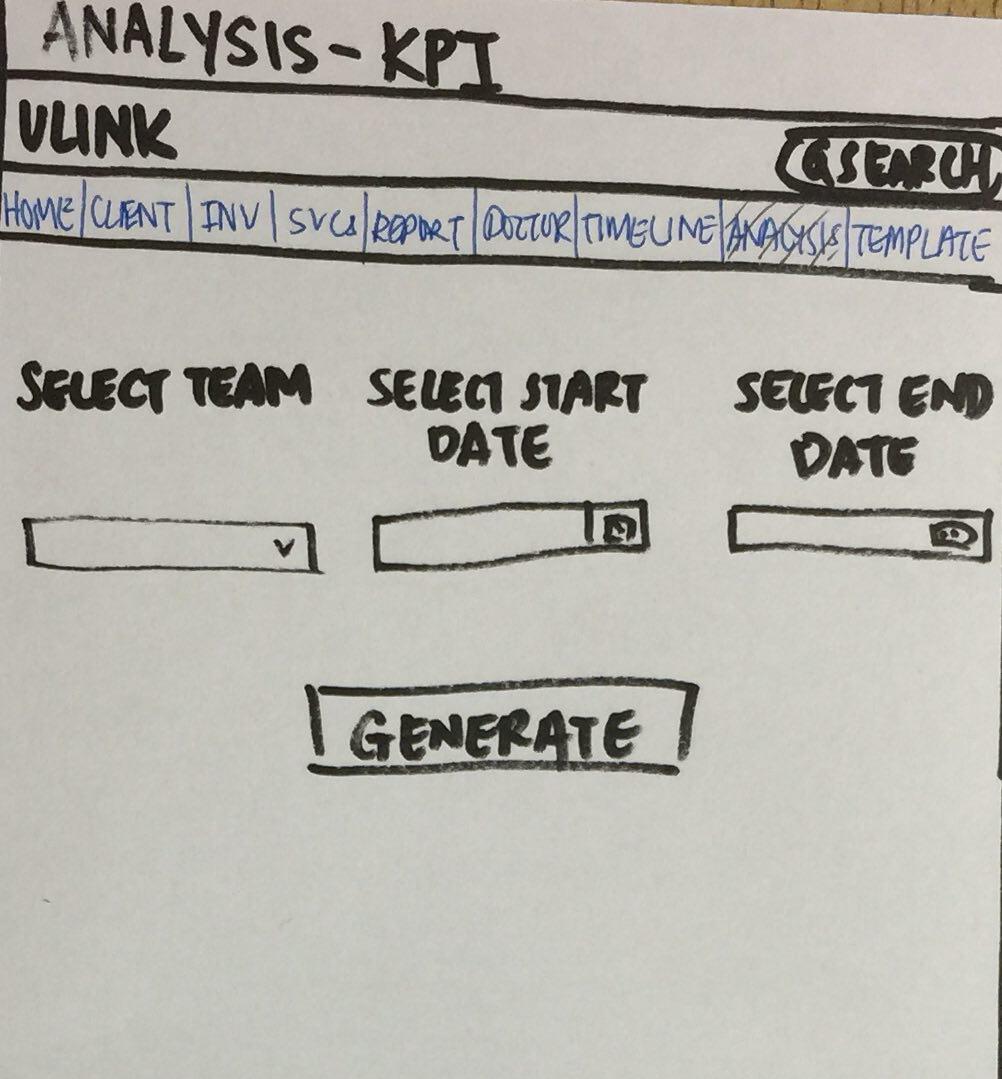 ANALYSIS - KPI
VLINK
SEARCH
HOME CLIENT INV SVCS REPORT DOCTOR TIMELINE ANALYSIS TEMPLATE
SELECT TEAM SELECT START SELECT END
DATE DATE
GENERATE